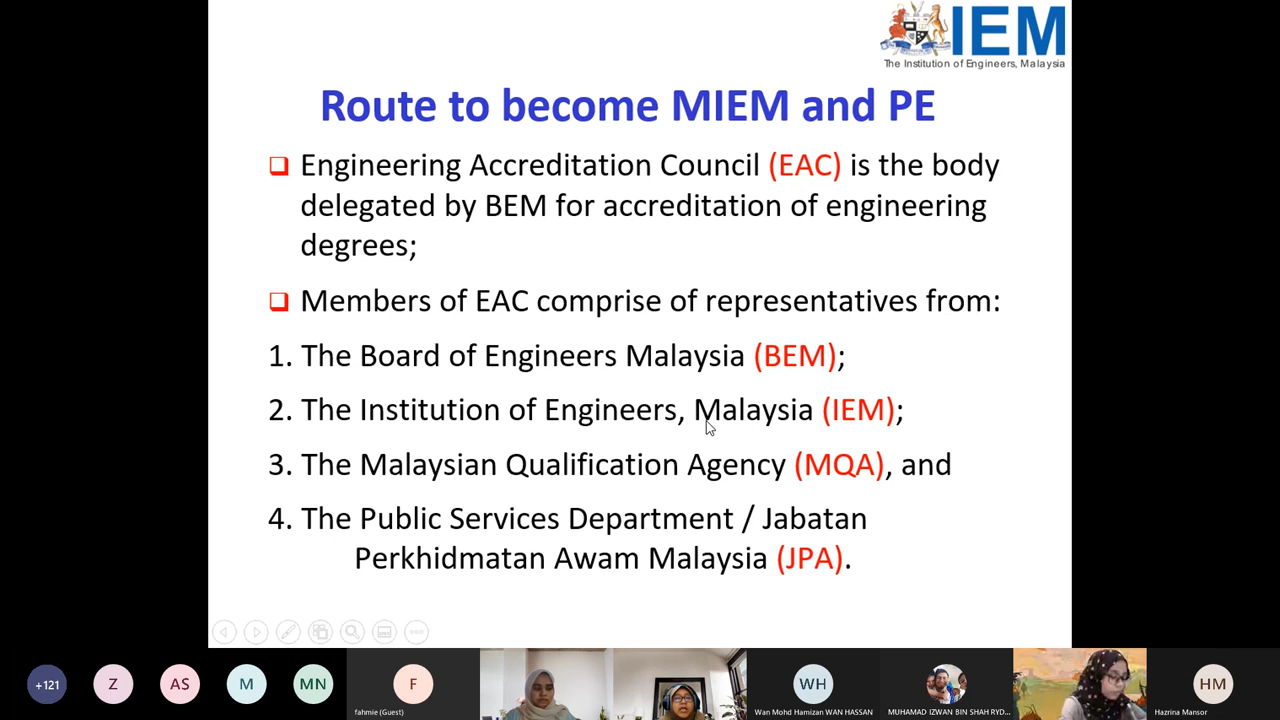 IEM
The Institution of Engineers, Malaysia
Route to become MIEM and PE
Engineering Accreditation Council (EAC) is the body
delegated by BEM for accreditation of engineering
degrees;
Members of EAC comprise of representatives from:
1. The Board of Engineers Malaysia (BEM);
2. The Institution of Engineers, Malaysia (IEM);
3. The Malaysian Qualification Agency (MQA), and
4. The Public Services Department / Jabatan
Perkhidmatan Awam Malaysia (JPA).
+121
Z
AS
M
MN
F
fahmie (Guest)
WH
Wan Mohd Hamizan WAN HASSAN
MUHAMAD IZWAN BIN SHAH RYD...
HM
Hazrina Mansor